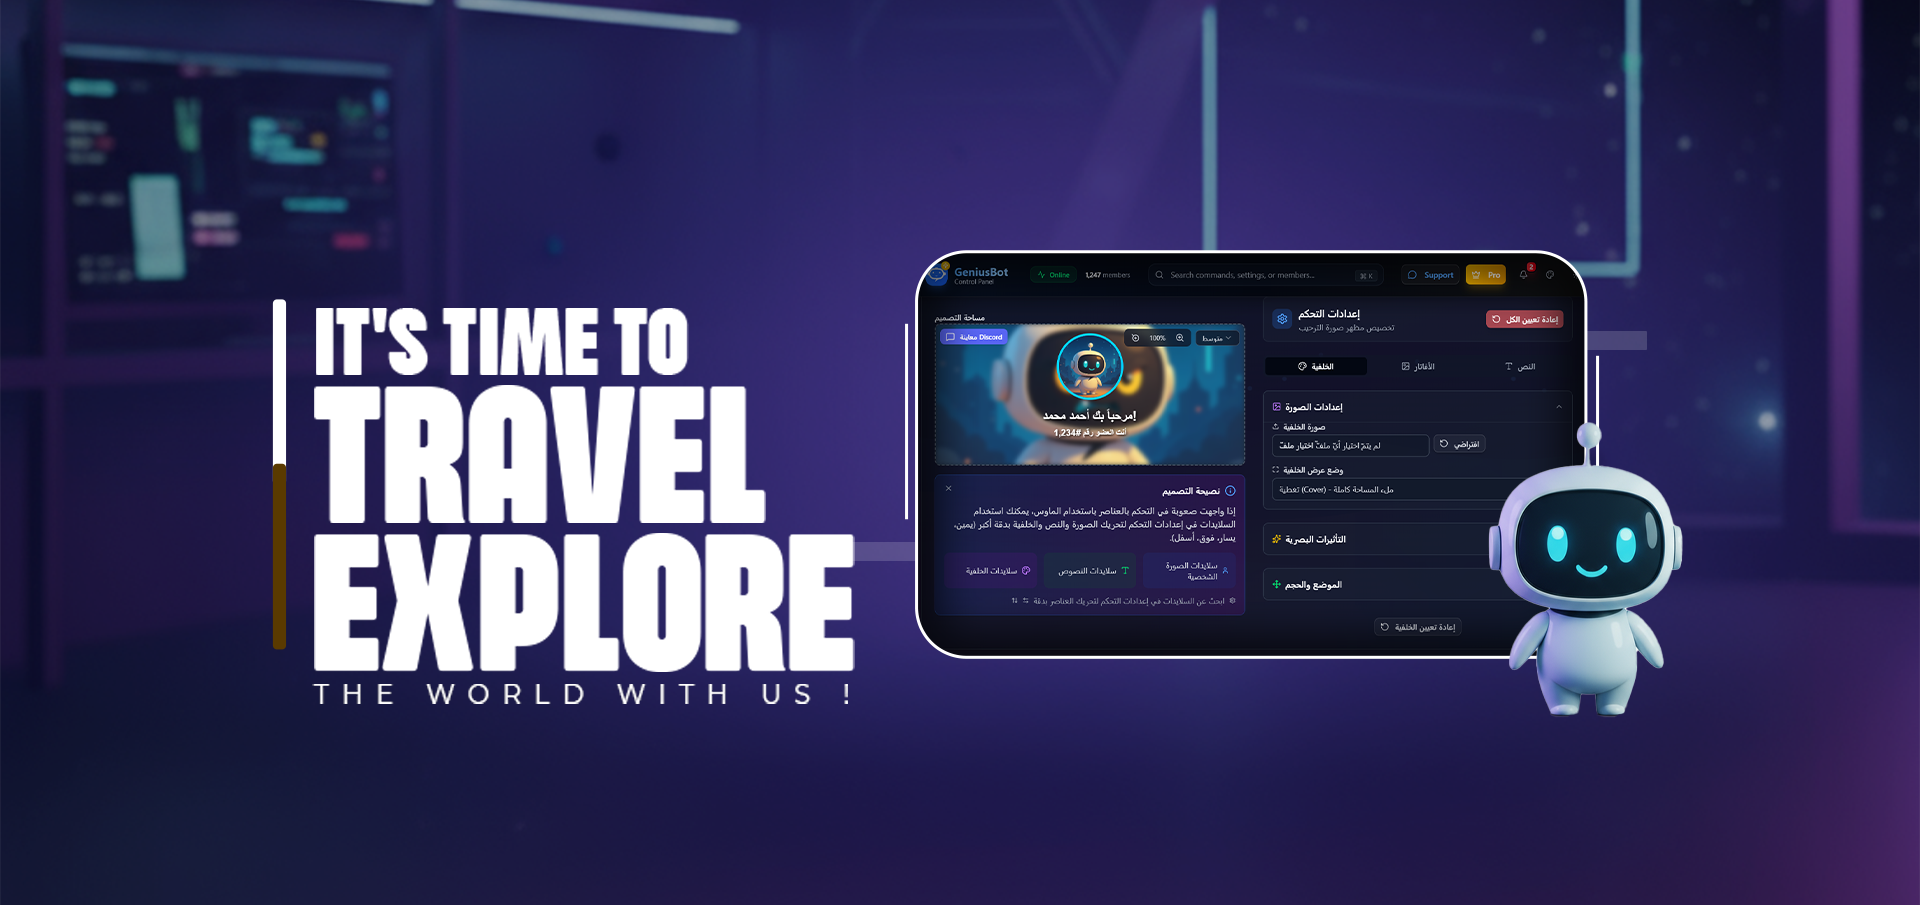 IT'S TIME TO
TRAVEL
EXPLORE
THE WORLD WITH US !
GeniusBot
Control Panel
Online
1,247 members
Search commands, settings, or members...
⌘ K
Support
Pro
2
مساحة التصميم
معاينة Discord
100%
متوسط
مرحباً بك أحمد محمد!
أنت العضو رقم #1,234
نصيحة التصميم
إذا واجهت صعوبة في التحكم بالعناصر باستخدام الماوس، يمكنك استخدام
السلايدات في إعدادات التحكم لتحريك الصورة والنص والخلفية بدقة أكبر (يمين،
يسار، فوق، أسفل).
سلايدات الصورة
الشخصية
سلايدات النصوص
سلايدات الخلفية
ابحث عن السلايدات في إعدادات التحكم لتحريك العناصر بدقة
إعدادات التحكم
تخصيص مظهر صورة الترحيب
إعادة تعيين الكل
الخلفية
الأفاتار
النص
إعدادات الصورة
صورة الخلفية
اختيار ملف لم يتمّ اختيار أيّ ملفّ
افتراضي
وضع عرض الخلفية
تغطية (Cover) - ملء المساحة كاملة
التأثيرات البصرية
الموضع والحجم
إعادة تعيين الخلفية